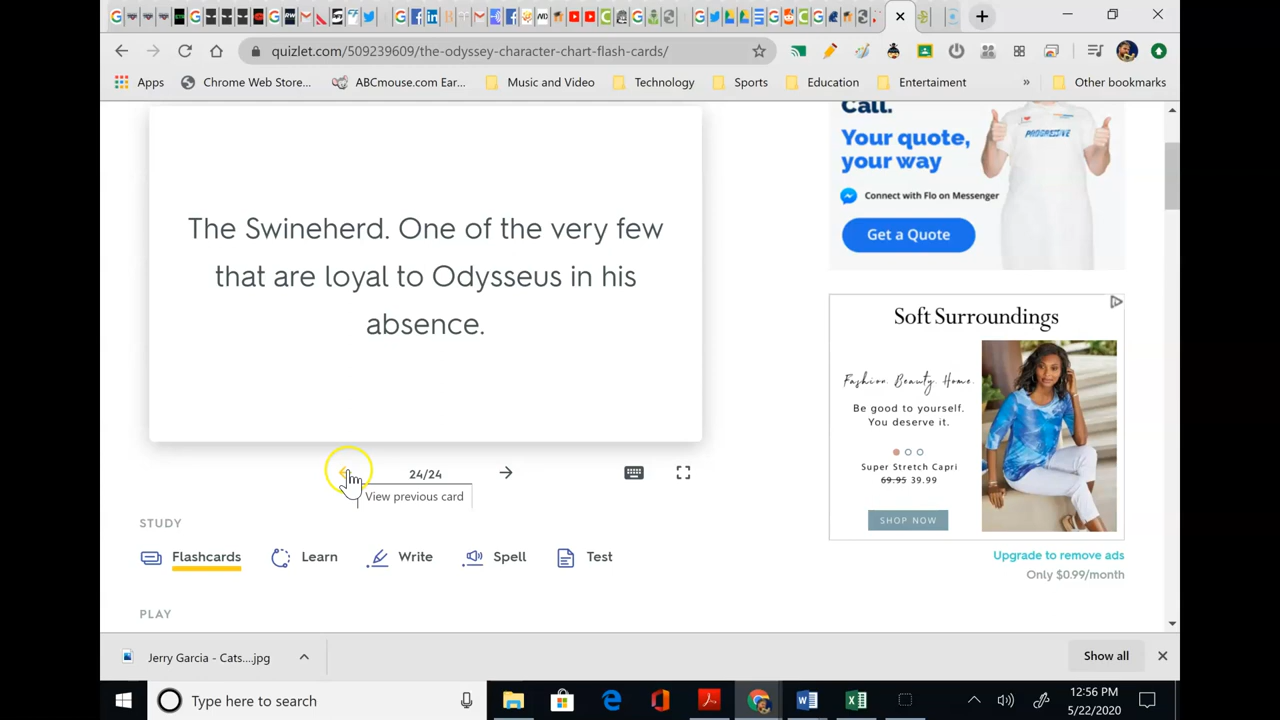 quizlet.com/509239609/the-odyssey-character-chart-flash-cards/
Apps
Chrome Web Store...
ABCmouse.com Ear...
Music and Video
Technology
Sports
Education
Entertaiment
»
Other bookmarks
The Swineherd. One of the very few
that are loyal to Odysseus in his
absence.
24/24
View previous card
STUDY
Flashcards
Learn
Write
Spell
Test
PLAY
Call.
Your quote,
your way
PROGRESSIVE
Connect with Flo on Messenger
Get a Quote
Soft Surroundings
Fashion. Beauty. Home.
Be good to yourself.
You deserve it.
Super Stretch Capri
69.95 39.99
SHOP NOW
Upgrade to remove ads
Only $0.99/month
Jerry Garcia - Cats....jpg
Show all
Type here to search
12:56 PM
5/22/2020